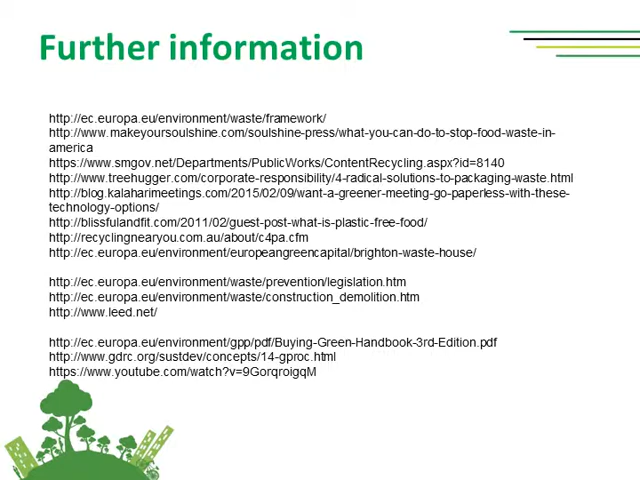 Further information
http://ec.europa.eu/environment/waste/framework/
http://www.makeyoursoulshine.com/soulshine-press/what-you-can-do-to-stop-food-waste-in-
america
https://www.smgov.net/Departments/PublicWorks/ContentRecycling.aspx?id=8140
http://www.treehugger.com/corporate-responsibility/4-radical-solutions-to-packaging-waste.html
http://blog.kalaharimeetings.com/2015/02/09/want-a-greener-meeting-go-paperless-with-these-
technology-options/
http://blissfulandfit.com/2011/02/guest-post-what-is-plastic-free-food/
http://recyclingnearyou.com.au/about/c4pa.cfm
http://ec.europa.eu/environment/europeangreencapital/brighton-waste-house/
http://ec.europa.eu/environment/waste/prevention/legislation.htm
http://ec.europa.eu/environment/waste/construction_demolition.htm
http://www.leed.net/
http://ec.europa.eu/environment/gpp/pdf/Buying-Green-Handbook-3rd-Edition.pdf
http://www.gdrc.org/sustdev/concepts/14-gproc.html
https://www.youtube.com/watch?v=9GorqroigqM